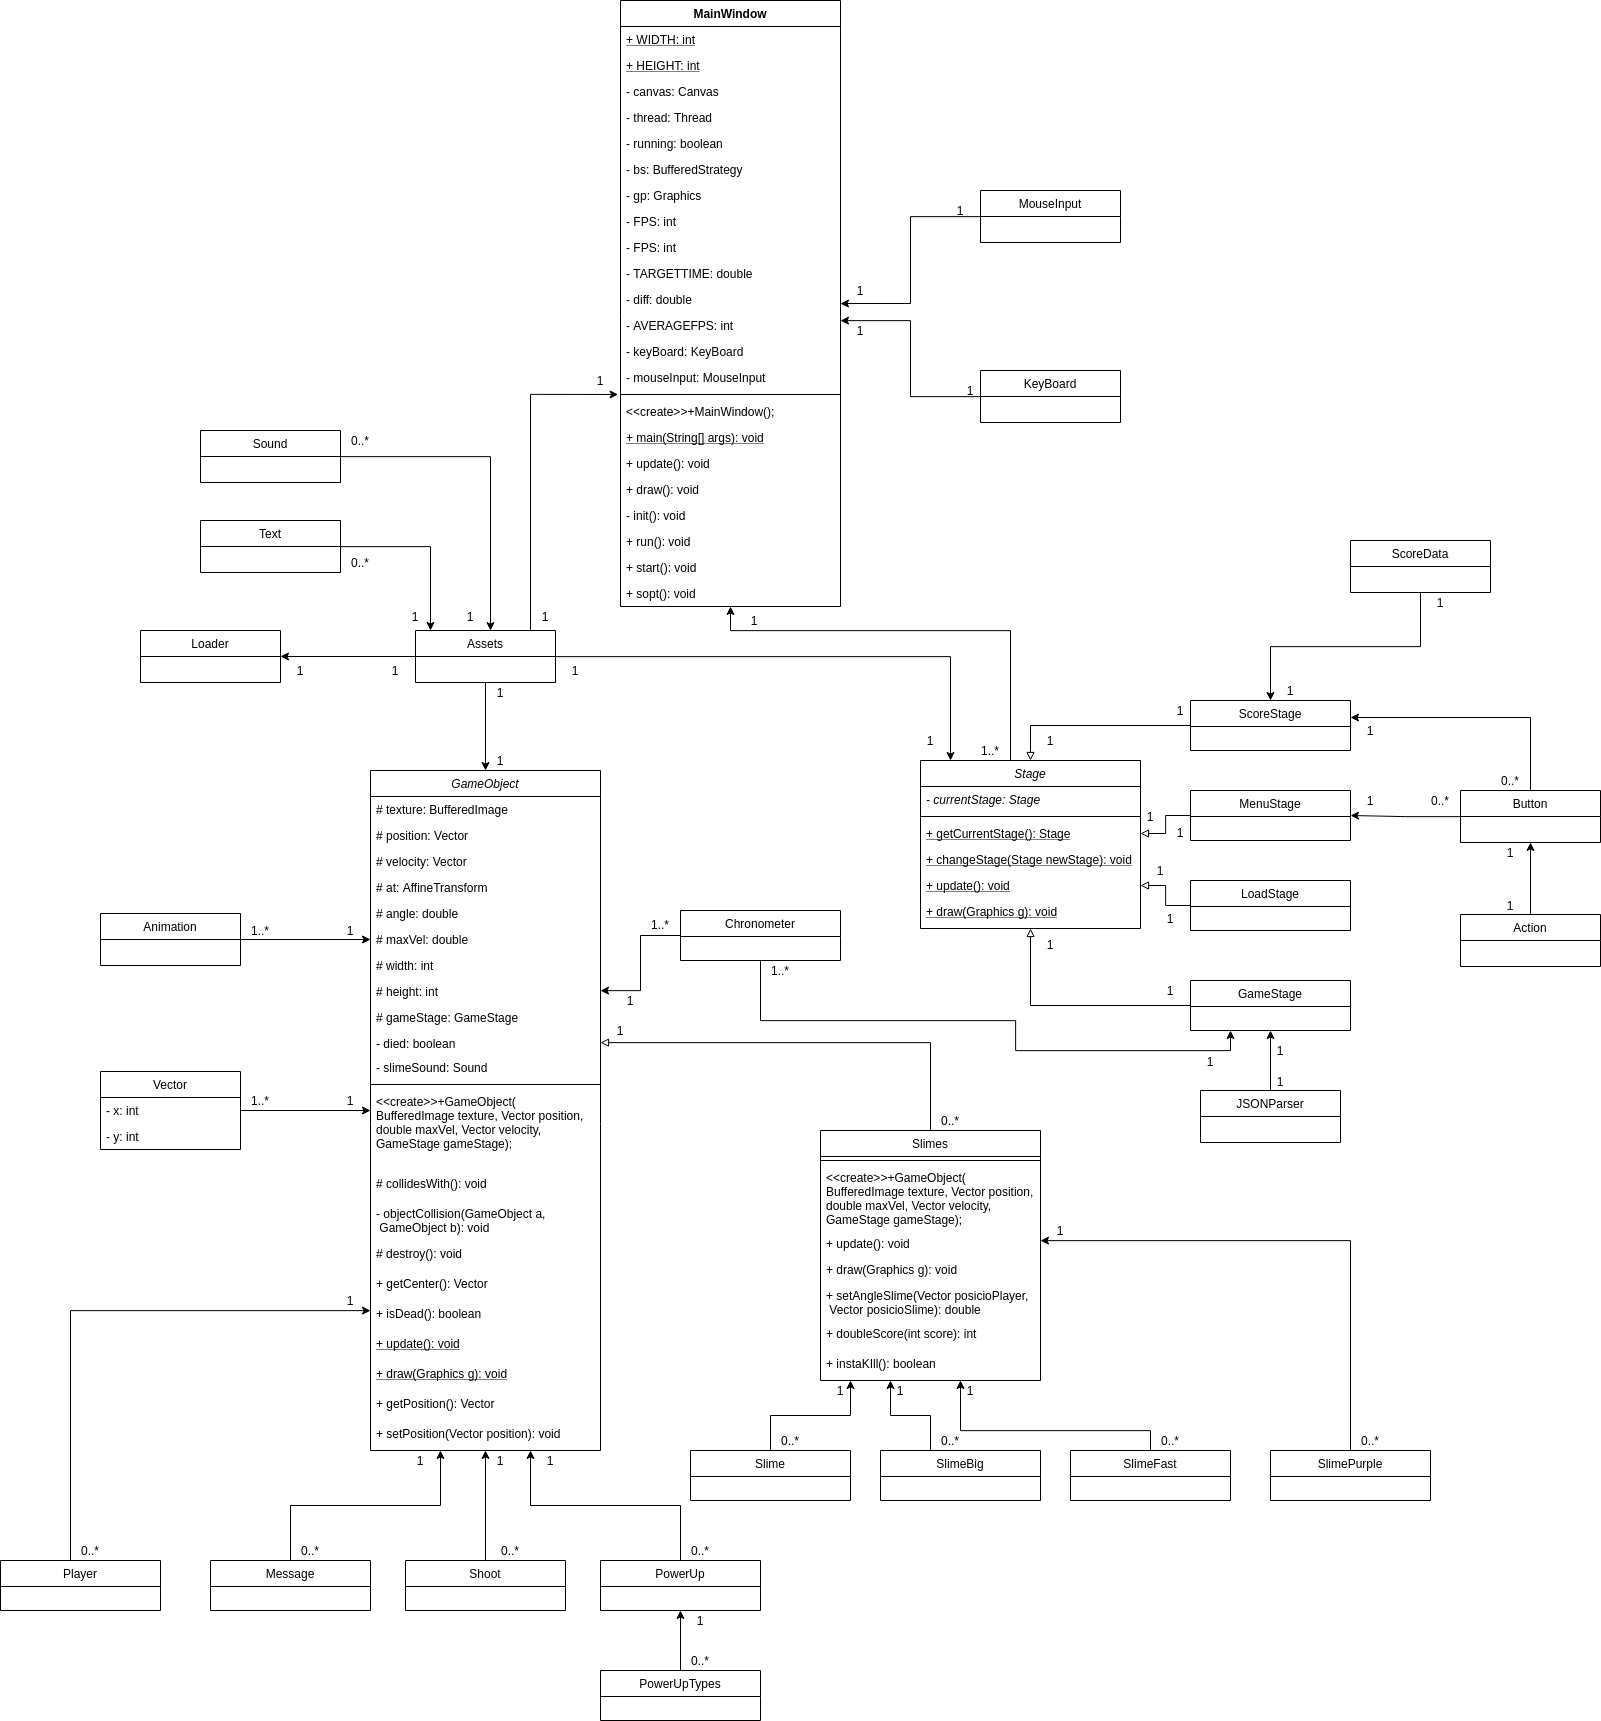 MainWindow
+ WIDTH: int
+ HEIGHT: int
- canvas: Canvas
- thread: Thread
- running: boolean
- bs: BufferedStrategy
- gp: Graphics
- FPS: int
- FPS: int
- TARGETTIME: double
- diff: double
- AVERAGEFPS: int
- keyBoard: KeyBoard
- mouseInput: MouseInput
<<create>>+MainWindow();
+ main(String[] args): void
+ update(): void
+ draw(): void
- init(): void
+ run(): void
+ start(): void
+ sopt(): void
MouseInput
1
1
KeyBoard
1
1
1
Sound
0..*
Text
0..*
1
1
1
Loader
Assets
1
1
1
1
1
1
1
1..*
ScoreData
1
1
ScoreStage
1
1
1
Stage
- currentStage: Stage
+ getCurrentStage(): Stage
+ changeStage(Stage newStage): void
+ update(): void
+ draw(Graphics g): void
MenuStage
1
1
1
0..*
0..*
Button
1
1
Action
LoadStage
1
1
GameStage
1
1
1
1
1
JSONParser
GameObject
# texture: BufferedImage
# position: Vector
# velocity: Vector
# at: AffineTransform
# angle: double
# maxVel: double
# width: int
# height: int
# gameStage: GameStage
- died: boolean
- slimeSound: Sound
<<create>>+GameObject(
BufferedImage texture, Vector position,
double maxVel, Vector velocity,
GameStage gameStage);
# collidesWith(): void
- objectCollision(GameObject a,
GameObject b): void
# destroy(): void
+ getCenter(): Vector
+ isDead(): boolean
+ update(): void
+ draw(Graphics g): void
+ getPosition(): Vector
+ setPosition(Vector position): void
Animation
1..*
1
Chronometer
1..*
1..*
1
1
Vector
- x: int
- y: int
1..*
1
0..*
Slimes
<<create>>+GameObject(
BufferedImage texture, Vector position,
double maxVel, Vector velocity,
GameStage gameStage);
+ update(): void
+ draw(Graphics g): void
+ setAngleSlime(Vector posicioPlayer,
Vector posicioSlime): double
+ doubleScore(int score): int
+ instaKIll(): boolean
1
1
1
1
0..*
0..*
0..*
0..*
Slime
SlimeBig
SlimeFast
SlimePurple
1
1
1
1
0..*
0..*
0..*
0..*
Player
Message
Shoot
PowerUp
1
0..*
PowerUpTypes